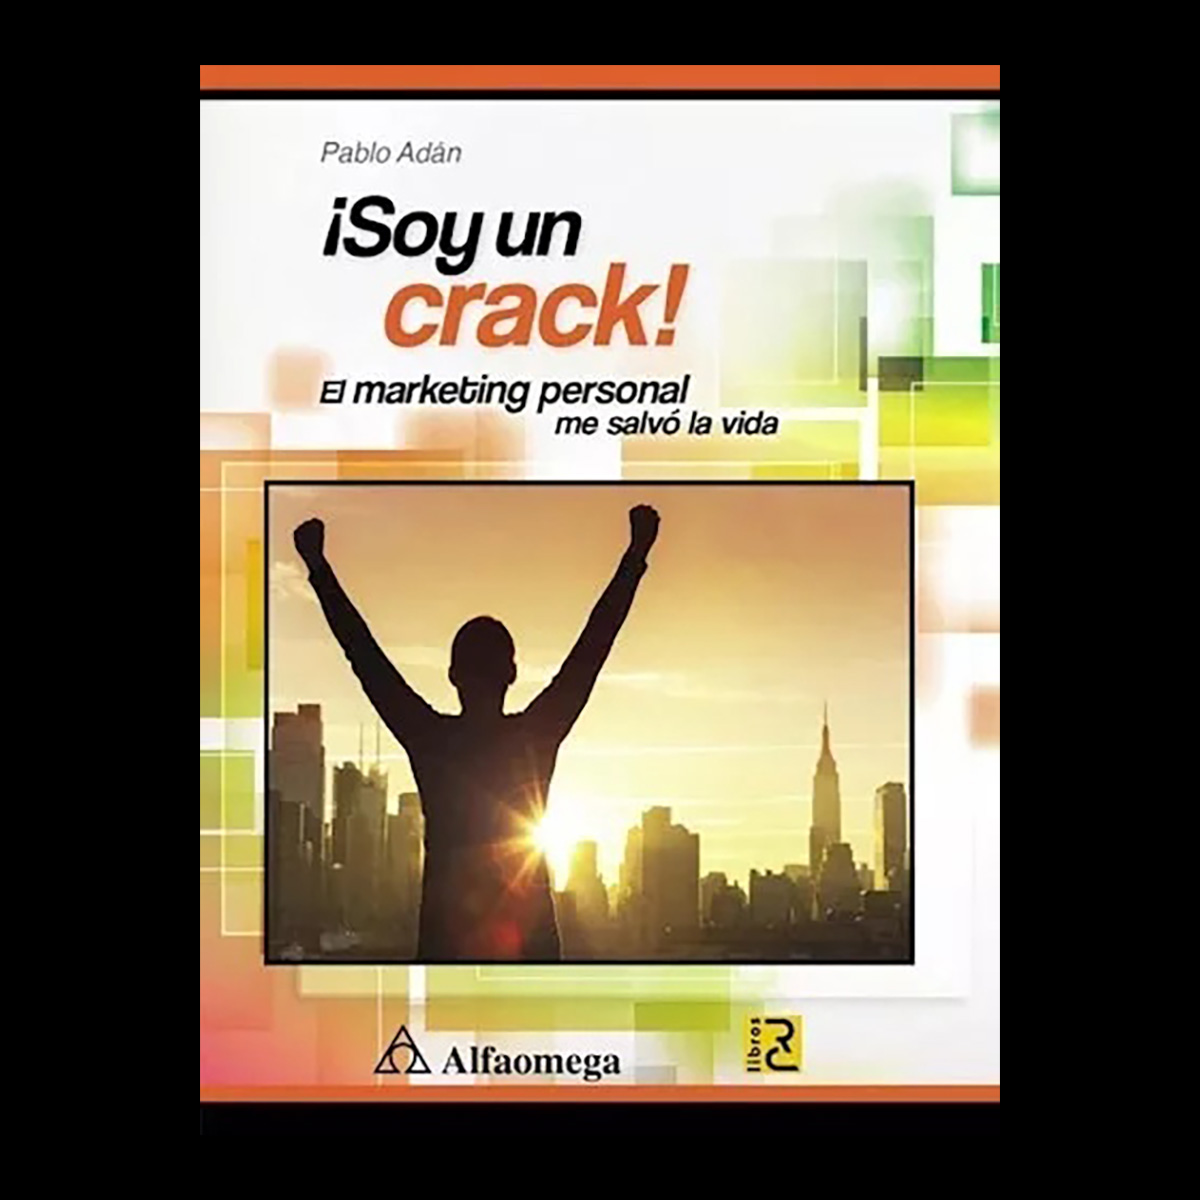 Pablo Adán
¡Soy un
crack!
El marketing personal
me salvó la vida
Alfaomega
libros
RC